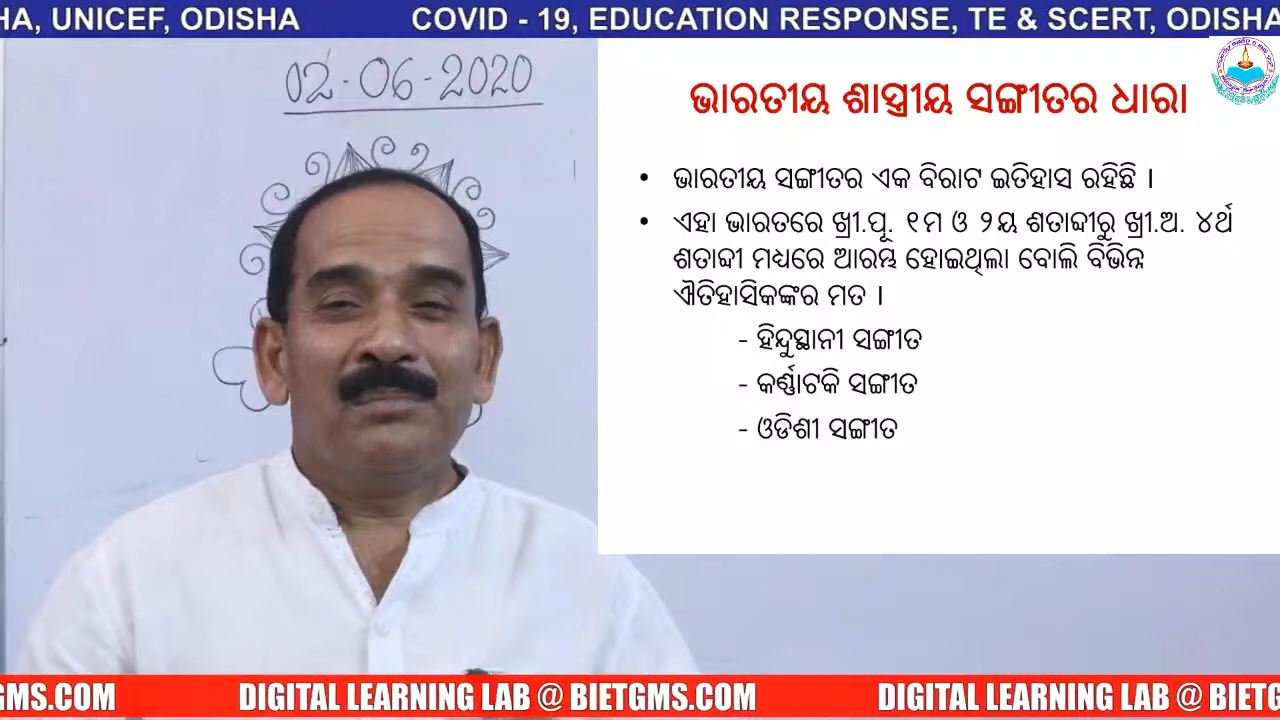 HA, UNICEF, ODISHA COVID - 19, EDUCATION RESPONSE, TE & SCERT, ODISHA
02-06-2020
ଭାରତୀୟ ଶାସ୍ତ୍ରୀୟ ସଙ୍ଗୀତର ଧାରା
• ଭାରତୀୟ ସଙ୍ଗୀତର ଏକ ବିରାଟ ଇତିହାସ ରହିଛି ।
• ଏହା ଭାରତରେ ଖ୍ରୀ.ପୂ. ୧ମ ଓ ୨ୟ ଶତାବ୍ଦୀରୁ ଖ୍ରୀ.ଅ. ୪ର୍ଥ
ଶତାବ୍ଦୀ ମଧ୍ୟରେ ଆରମ୍ଭ ହୋଇଥିଲା ବୋଲି ବିଭିନ୍ନ
ଐତିହାସିକଙ୍କର ମତ ।
- ହିନ୍ଦୁସ୍ଥାନୀ ସଙ୍ଗୀତ
- କର୍ଣ୍ଣାଟକି ସଙ୍ଗୀତ
- ଓଡିଶୀ ସଙ୍ଗୀତ
GMS.COM DIGITAL LEARNING LAB @ BIETGMS.COM DIGITAL LEARNING LAB @ BIETG